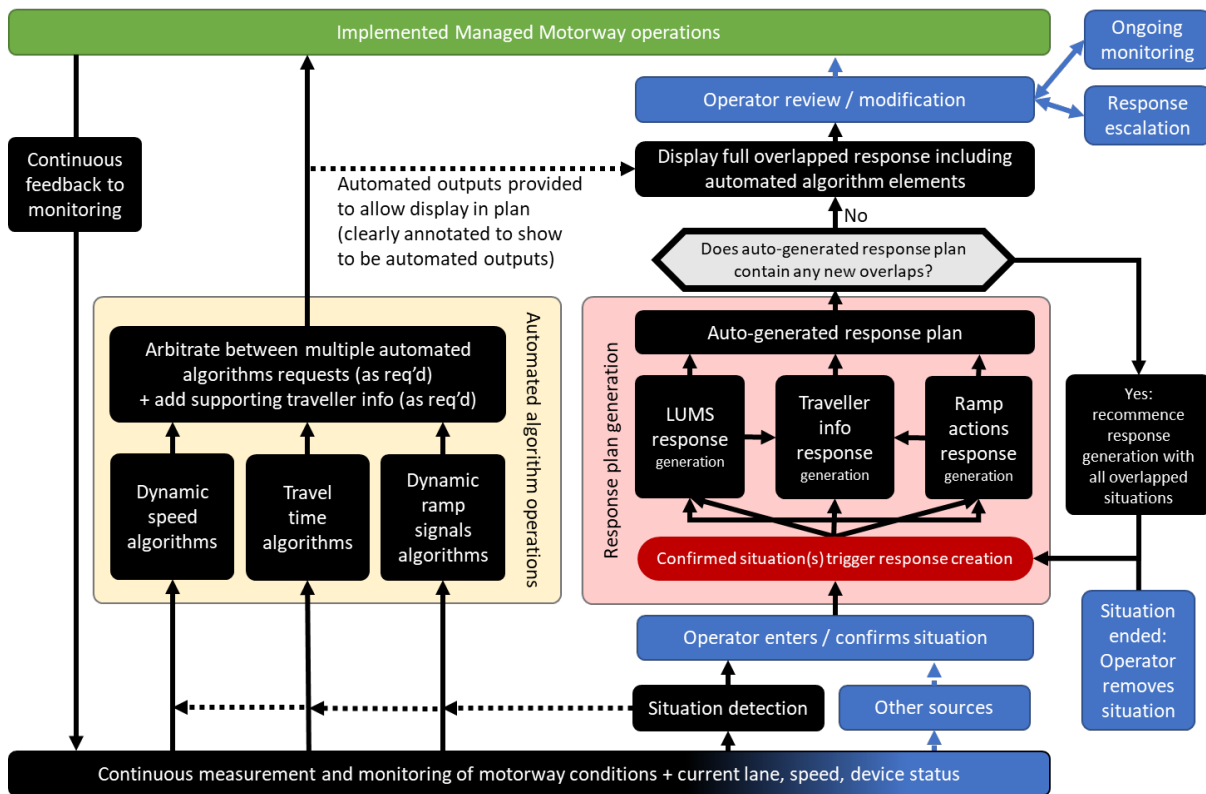 Implemented Managed Motorway operations
Ongoing
monitoring
Operator review / modification
Response
escalation
Continuous
feedback to
monitoring
Display full overlapped response including
automated algorithm elements
Automated outputs provided
to allow display in plan
(clearly annotated to show
to be automated outputs)
No
Does auto-generated response plan
contain any new overlaps?
Automated algorithm operations
Arbitrate between multiple automated
algorithms requests (as req'd)
+ add supporting traveller info (as req'd)
Dynamic
speed
algorithms
Travel
time
algorithms
Dynamic
ramp
signals
algorithms
Response plan generation
Auto-generated response plan
LUMS
response
generation
Traveller
info
response
generation
Ramp
actions
response
generation
Yes:
recommence
response
generation with
all overlapped
situations
Confirmed situation(s) trigger response creation
Operator enters / confirms situation
Situation
ended:
Operator
removes
situation
Situation detection
Other sources
Continuous measurement and monitoring of motorway conditions + current lane, speed, device status